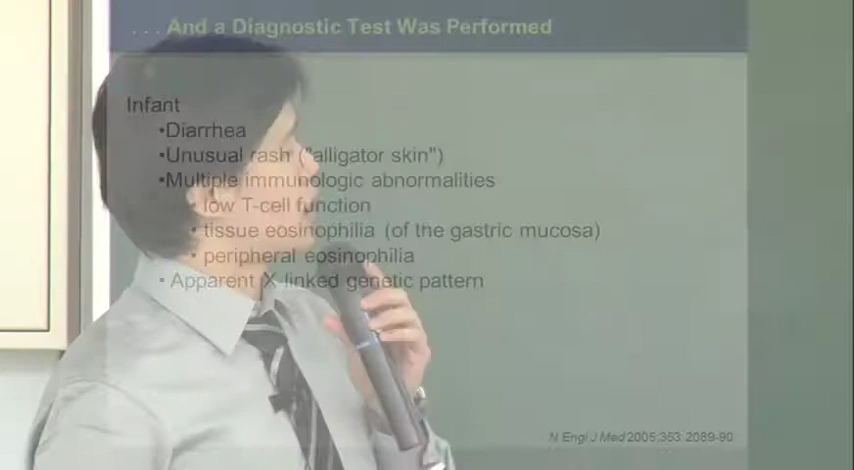 . . . And a Diagnostic Test Was Performed
Infant
•Diarrhea
•Unusual rash ("alligator skin")
•Multiple immunologic abnormalities
• low T-cell function
• tissue eosinophilia (of the gastric mucosa)
• peripheral eosinophilia
• Apparent X-linked genetic pattern
N Engl J Med 2005;353:2089-90